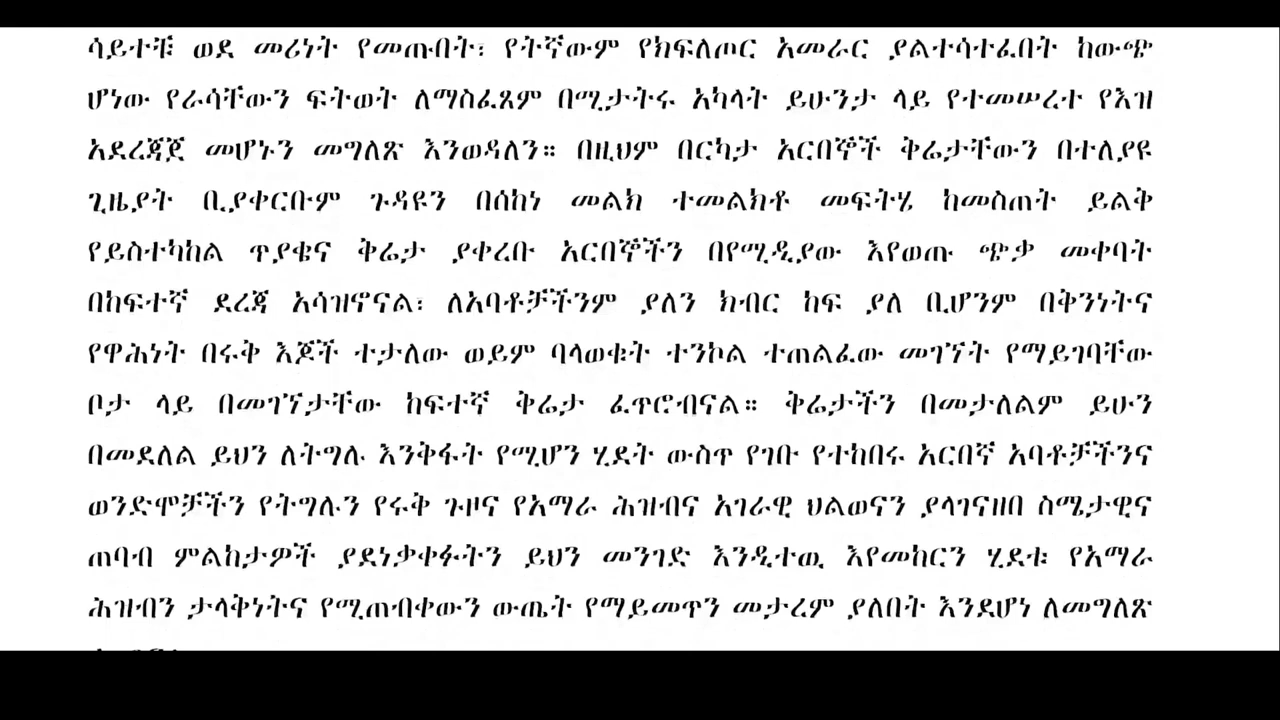 ሳይተቹ ወደ መሪነት የመጡበት፣ የትኛውም የክፍለጦር አመራር ያልተሳተፈበት ከውጭ
ሆነው የራሳቸውን ፍትወት ለማስፈጸም በሚታትሩ አካላት ይሁንታ ላይ የተመሠረተ የእዝ
አደረጃጀ መሆኑን መግለጽ እንወዳለን። በዚህም በርካታ አርበኞች ቅሬታቸውን በተለያዩ
ጊዜያት ቢያቀርቡም ጉዳዩን በሰከነ መልክ ተመልክቶ መፍትሄ ከመስጠት ይልቅ
የይስተካከል ጥያቄና ቅሬታ ያቀረቡ አርበኞችን በየሚዲያው እየወጡ ጭቃ መቀባት
በከፍተኛ ደረጃ አሳዝኖናል፣ ለአባቶቻችንም ያለን ክብር ከፍ ያለ ቢሆንም በቅንነትና
የዋሕነት በሩቅ እጆች ተታለው ወይም ባላወቁት ተንኮል ተጠልፈው መገኘት የማይገባቸው
ቦታ ላይ በመገኘታቸው ከፍተኛ ቅሬታ ፈጥሮብናል። ቅሬታችን በመታለልም ይሁን
በመደለል ይህን ለትግሉ እንቅፋት የሚሆን ሂደት ውስጥ የገቡ የተከበሩ አርበኛ አባቶቻችንና
ወንድሞቻችን የትግሉን የሩቅ ጉዞና የአማራ ሕዝብና አገራዊ ህልወናን ያላገናዘበ ስሜታዊና
ጠባብ ምልከታዎች ያደነቃቀፋትን ይህን መንገድ እንዲተዉ እየመከርን ሂደቱ የአማራ
ሕዝብን ታላቅነትና የሚጠብቀውን ውጤት የማይመጥን መታረም ያለበት እንደሆነ ለመግለጽ